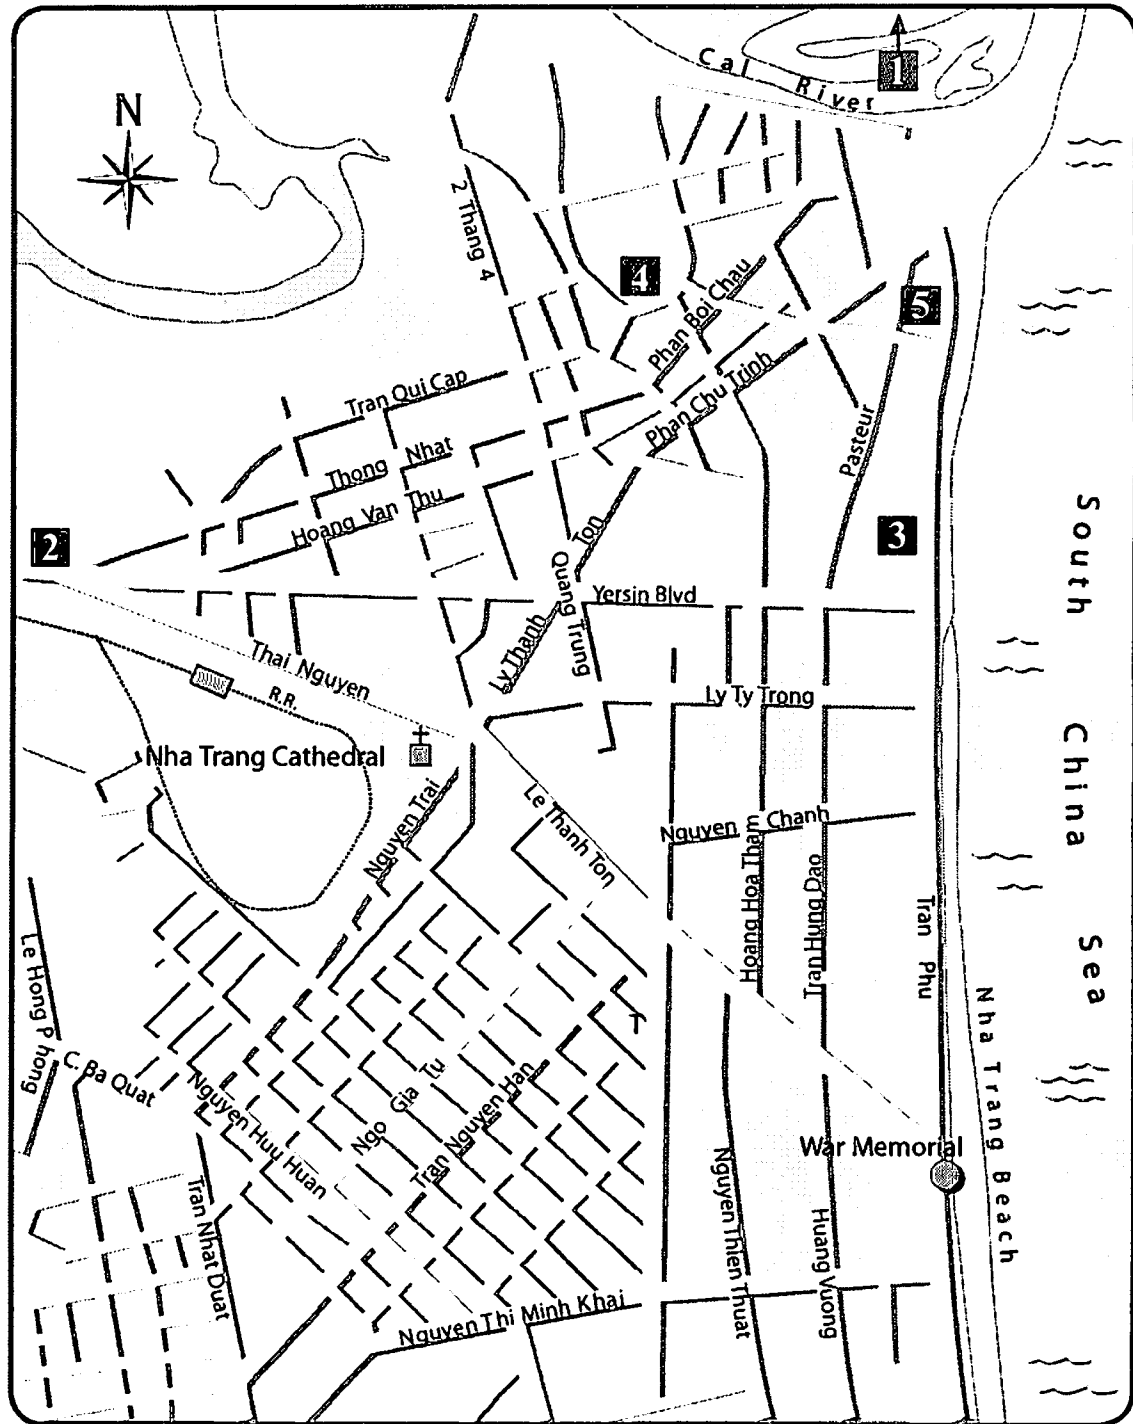 Cai River
1
N
2 Thang 4
4
Phan Boi Chau
5
Tran Qui Cap
Phan Chu Trinh
Thong Nhat
Pasteur
Hoang Van Thu
2
3
Ly Thanh Ton
Quang Trung
Yersin Blvd
South China Sea
Thai Nguyen
R.R.
Ly Ty Trong
Nha Trang Cathedral
Nguyen Trai
Le Thanh Ton
Nguyen Chanh
Hoang Hoa Tham
Tran Hung Dao
Tran Phu
Le Hong Phong
C. Ba Quat
Nha Trang Beach
Nguyen Huu Huan
Ngo Gia Tu
Tran Nguyen Han
War Memorial
Tran Nhat Duat
Nguyen Thien Thuat
Huang Vuong
Nguyen Thi Minh Khai